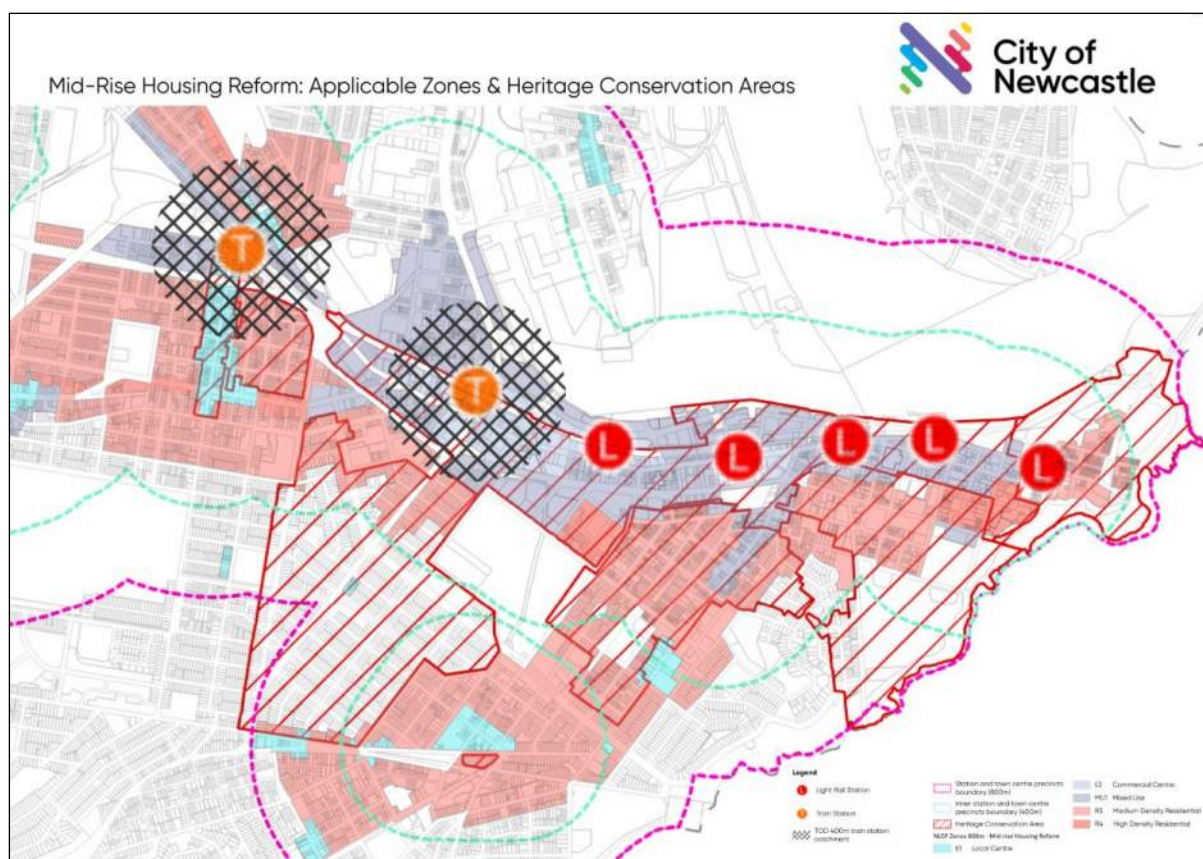 City of
Newcastle
Mid-Rise Housing Reform: Applicable Zones & Heritage Conservation Areas
T
T
L
L
L
L
L
Legend
L Light Rail Station
T Train Station
TOD 400m train station
catchment
Station and town centre precincts
boundary (800m)
Inner station and town centre
precincts boundary (400m)
Heritage Conservation Area
NLEP Zones 800m - Mid-rise Housing Reform
E1 Local Centre
E2 Commercial Centre
MU1 Mixed Use
R3 Medium Density Residential
R4 High Density Residential